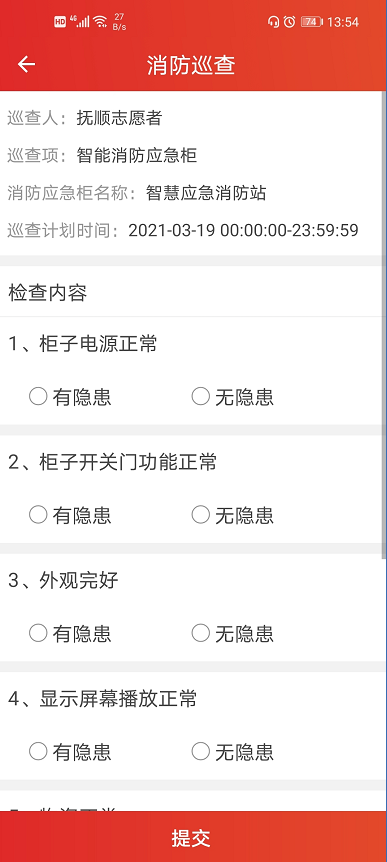 HD 4G 27 B/s 74 13:54
消防巡查
巡查人：抚顺志愿者
巡查项：智能消防应急柜
消防应急柜名称：智慧应急消防站
巡查计划时间：2021-03-19 00:00:00-23:59:59
检查内容
1、柜子电源正常
有隐患 无隐患
2、柜子开关门功能正常
有隐患 无隐患
3、外观完好
有隐患 无隐患
4、显示屏幕播放正常
有隐患 无隐患
提交